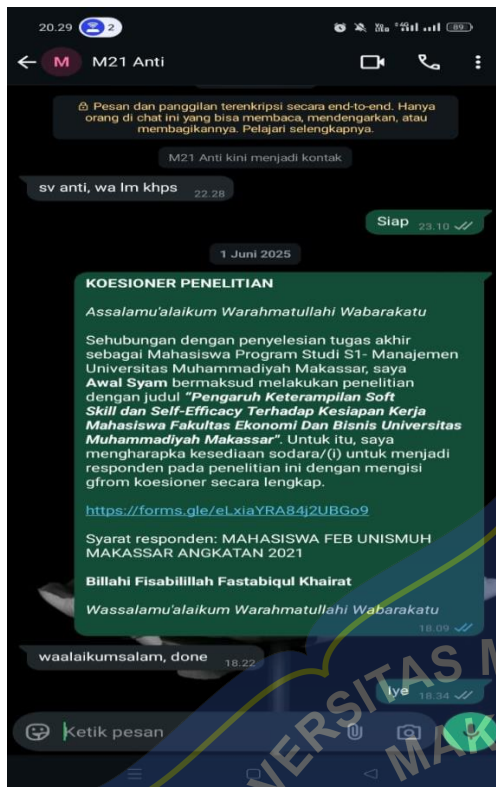 20.29 2 89
M M21 Anti
Pesan dan panggilan terenkripsi secara end-to-end. Hanya
orang di chat ini yang bisa membaca, mendengarkan, atau
membagikannya. Pelajari selengkapnya.
M21 Anti kini menjadi kontak
sv anti, wa lm khps 22.28
Siap 23.10
1 Juni 2025
KOESIONER PENELITIAN
Assalamu'alaikum Warahmatullahi Wabarakatu
Sehubungan dengan penyelesian tugas akhir
sebagai Mahasiswa Program Studi S1- Manajemen
Universitas Muhammadiyah Makassar, saya
Awal Syam bermaksud melakukan penelitian
dengan judul "Pengaruh Keterampilan Soft
Skill dan Self-Efficacy Terhadap Kesiapan Kerja
Mahasiswa Fakultas Ekonomi Dan Bisnis Universitas
Muhammadiyah Makassar". Untuk itu, saya
mengharapka kesediaan sodara/(i) untuk menjadi
responden pada penelitian ini dengan mengisi
gfrom koesioner secara lengkap.
https://forms.gle/eLxiaYRA84j2UBGo9
Syarat responden: MAHASISWA FEB UNISMUH
MAKASSAR ANGKATAN 2021
Billahi Fisabilillah Fastabiqul Khairat
Wassalamu'alaikum Warahmatullahi Wabarakatu
18.09
waalaikumsalam, done 18.22
Iye 18.34
Ketik pesan
ERSITAS M
MAK